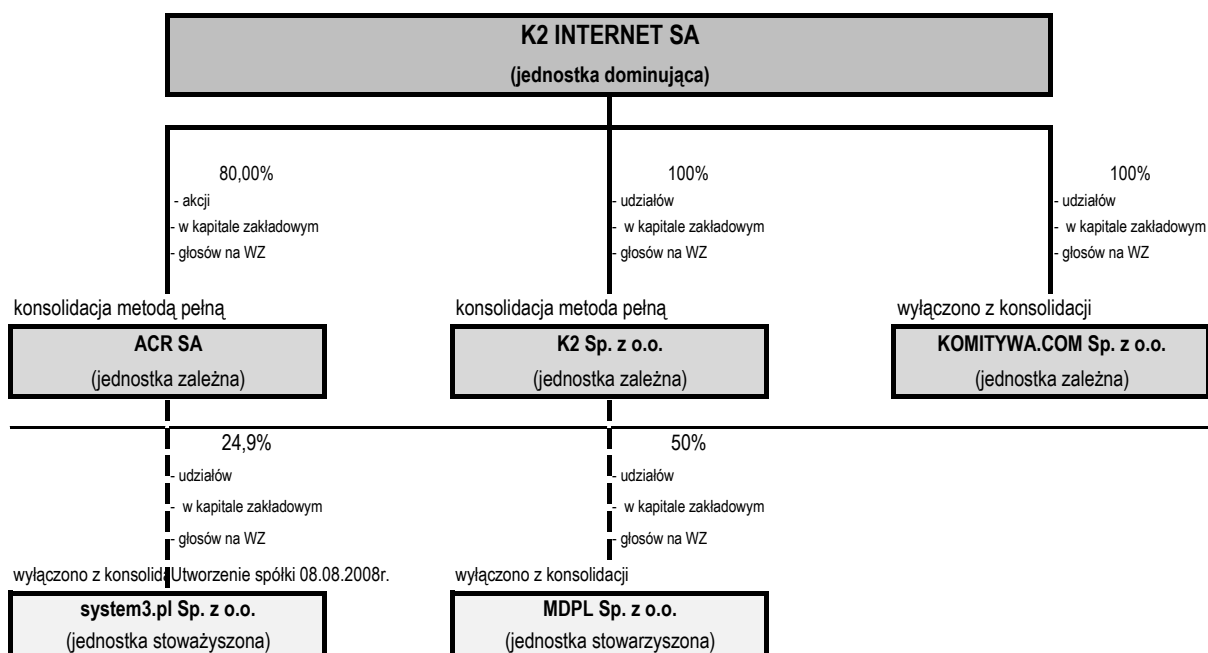 K2 INTERNET SA
(jednostka dominująca)
80,00%
- akcji
- w kapitale zakładowym
- głosów na WZ
100%
- udziałów
- w kapitale zakładowym
- głosów na WZ
100%
- udziałów
- w kapitale zakładowym
- głosów na WZ
konsolidacja metodą pełną
ACR SA
(jednostka zależna)
konsolidacja metoda pełną
K2 Sp. z o.o.
(jednostka zależna)
wyłączono z konsolidacji
KOMITYWA.COM Sp. z o.o.
(jednostka zależna)
24,9%
- udziałów
- w kapitale zakładowym
- głosów na WZ
50%
- udziałów
- w kapitale zakładowym
- głosów na WZ
wyłączono z konsolida Utworzenie spółki 08.08.2008r.
system3.pl Sp. z o.o.
(jednostka stoważyszona)
wyłączono z konsolidacji
MDPL Sp. z o.o.
(jednostka stowarzyszona)